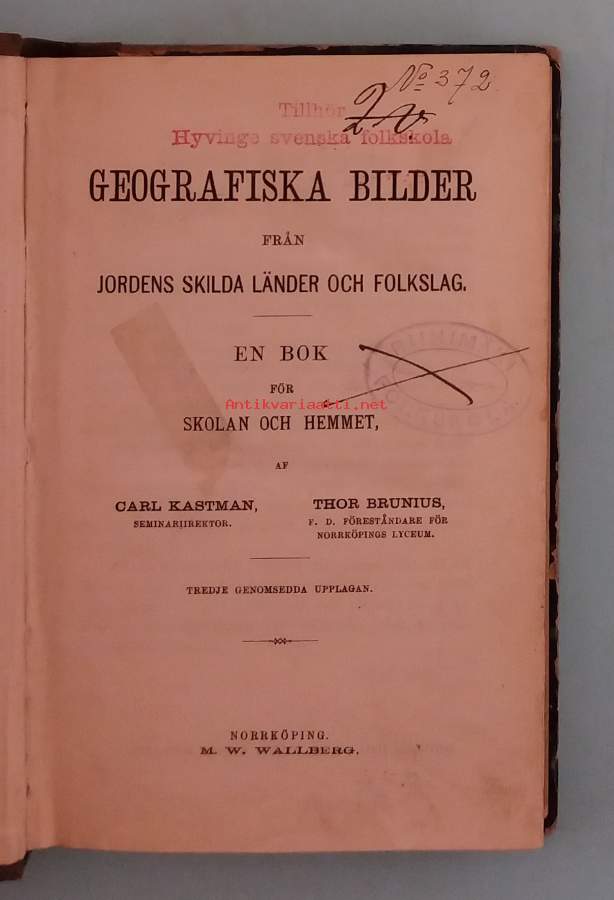 No 372
Tillhör
Hyvinge svenska folkskola
GEOGRAFISKA BILDER
FRÅN
JORDENS SKILDA LÄNDER OCH FOLKSLAG.
EN BOK
FÖR
Antikvariaatti.net
SKOLAN OCH HEMMET,
AF
CARL KASTMAN,
SEMINARIIREKTOR.
THOR BRUNIUS,
F. D. FÖRESTÅNDARE FÖR
NORRKÖPINGS LYCEUM.
TREDJE GENOMSEDDA UPPLAGAN.
NORRKÖPING.
M. W. WALLBERG.